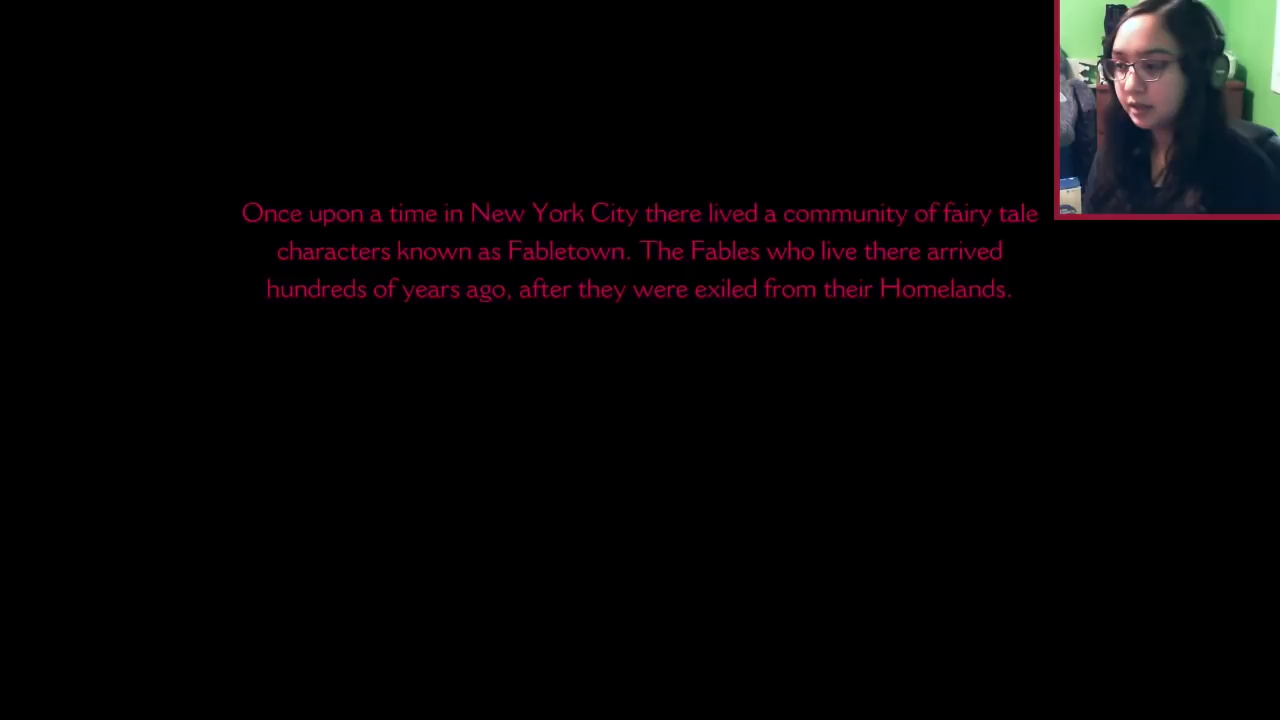 Once upon a time in New York City there lived a community of fairy tale
characters known as Fabletown. The Fables who live there arrived
hundreds of years ago, after they were exiled from their Homelands.